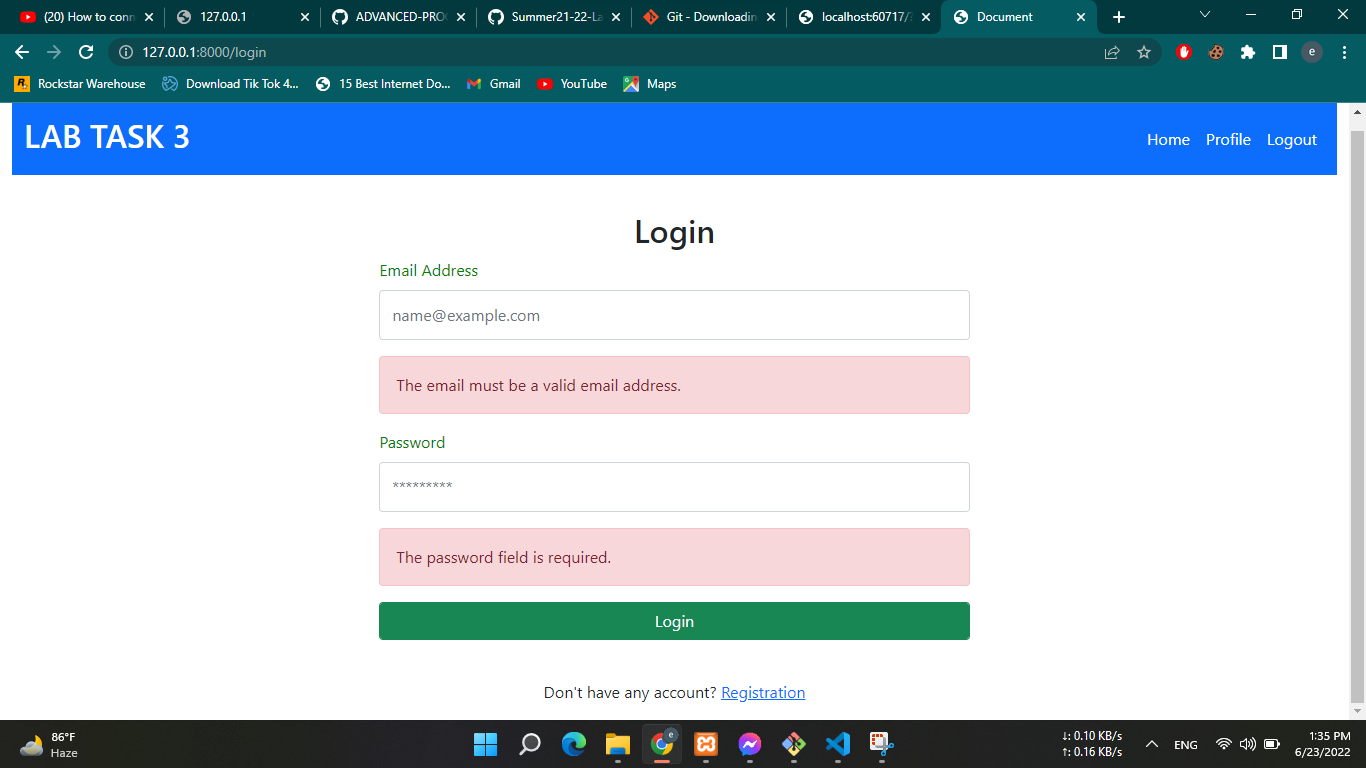 (20) How to conn
127.0.0.1
ADVANCED-PROG
Summer21-22-La
Git - Downloadin
localhost:60717/
Document
127.0.0.1:8000/login
e
Rockstar Warehouse
Download Tik Tok 4...
15 Best Internet Do...
Gmail
YouTube
Maps
LAB TASK 3
Home
Profile
Logout
Login
Email Address
name@example.com
The email must be a valid email address.
Password
*********
The password field is required.
Login
Don't have any account? Registration
86°F
Haze
↓: 0.10 KB/s
↑: 0.16 KB/s
ENG
1:35 PM
6/23/2022